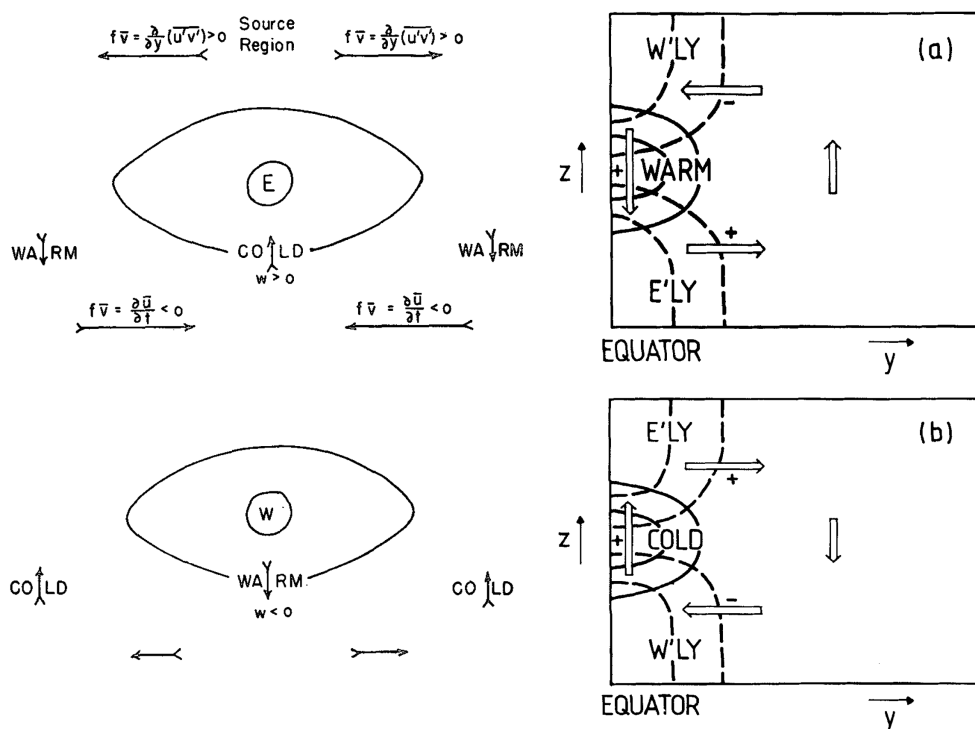 Source
Region
f v̅ = ∂/∂y (u'v')̅ > 0
f v̅ = ∂/∂y (u'v')̅ > 0
E
WARM
COLD
w > 0
WARM
f v̅ = ∂u̅/∂t < 0
f v̅ = ∂u̅/∂t < 0
W
COLD
WARM
w < 0
COLD
(a)
W'LY
-
z
+
WARM
+
E'LY
EQUATOR
y
(b)
E'LY
+
z
+
COLD
-
W'LY
EQUATOR
y